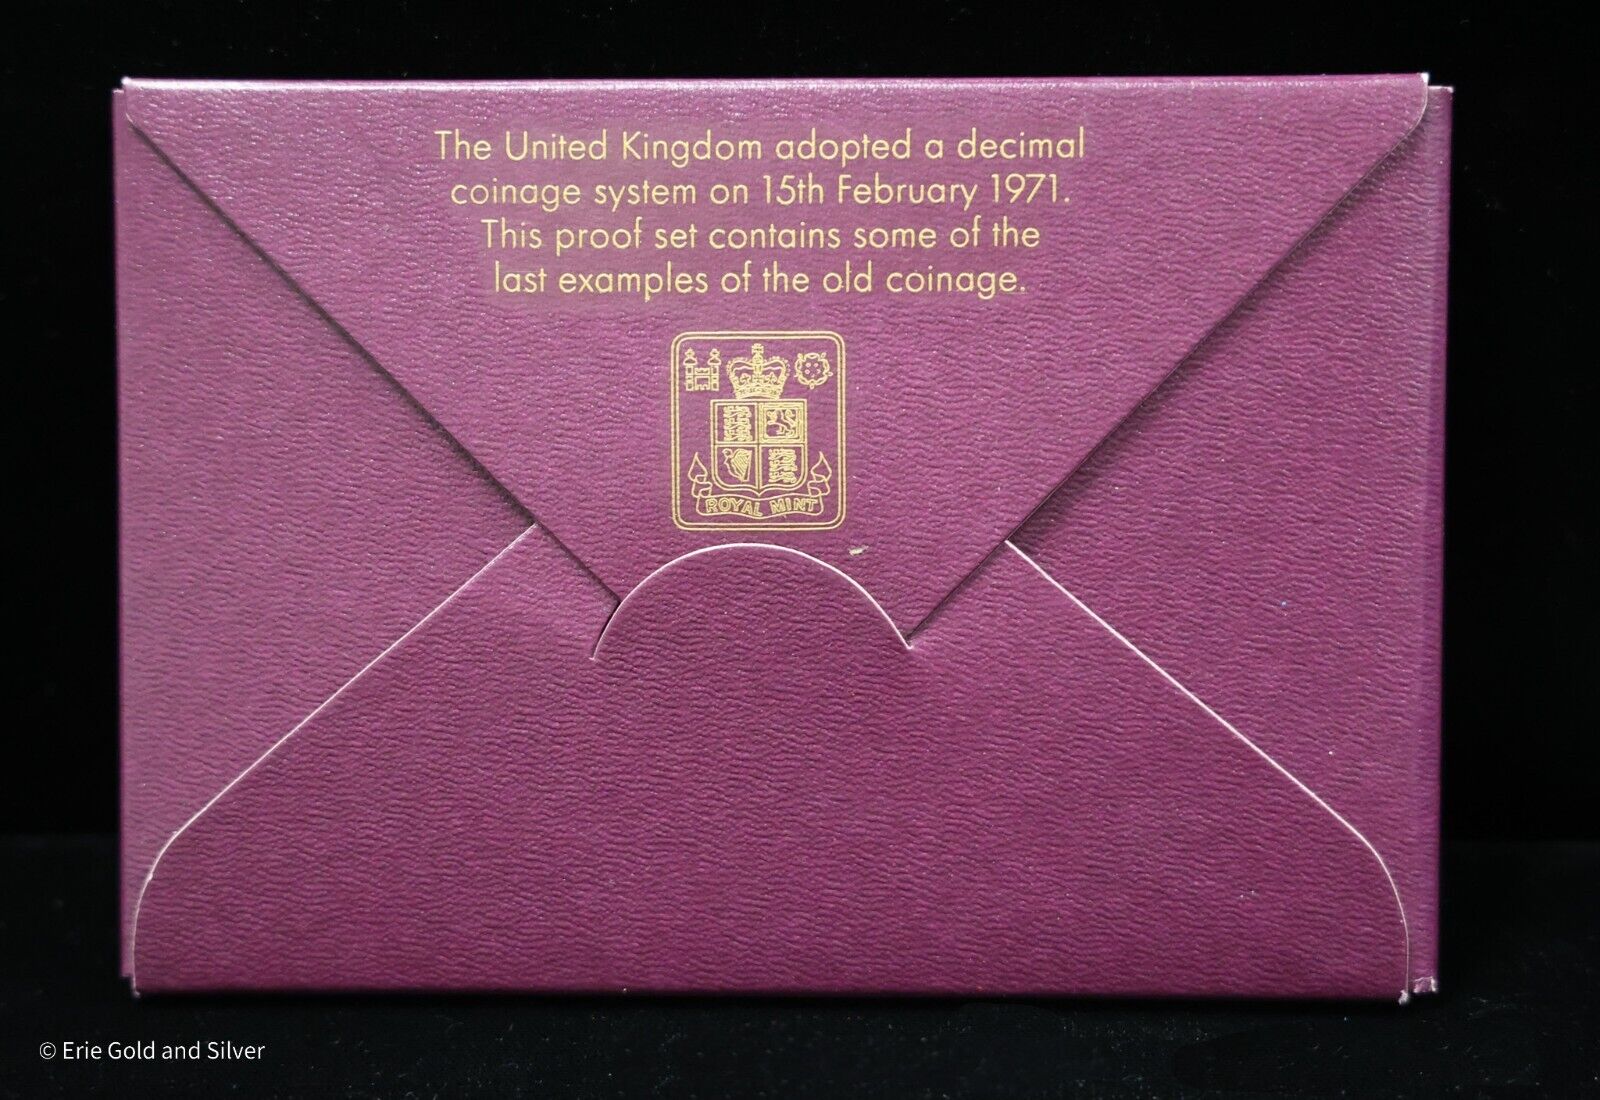 The United Kingdom adopted a decimal
coinage system on 15th February 1971.
This proof set contains some of the
last examples of the old coinage.
ROYAL MINT
© Erie Gold and Silver